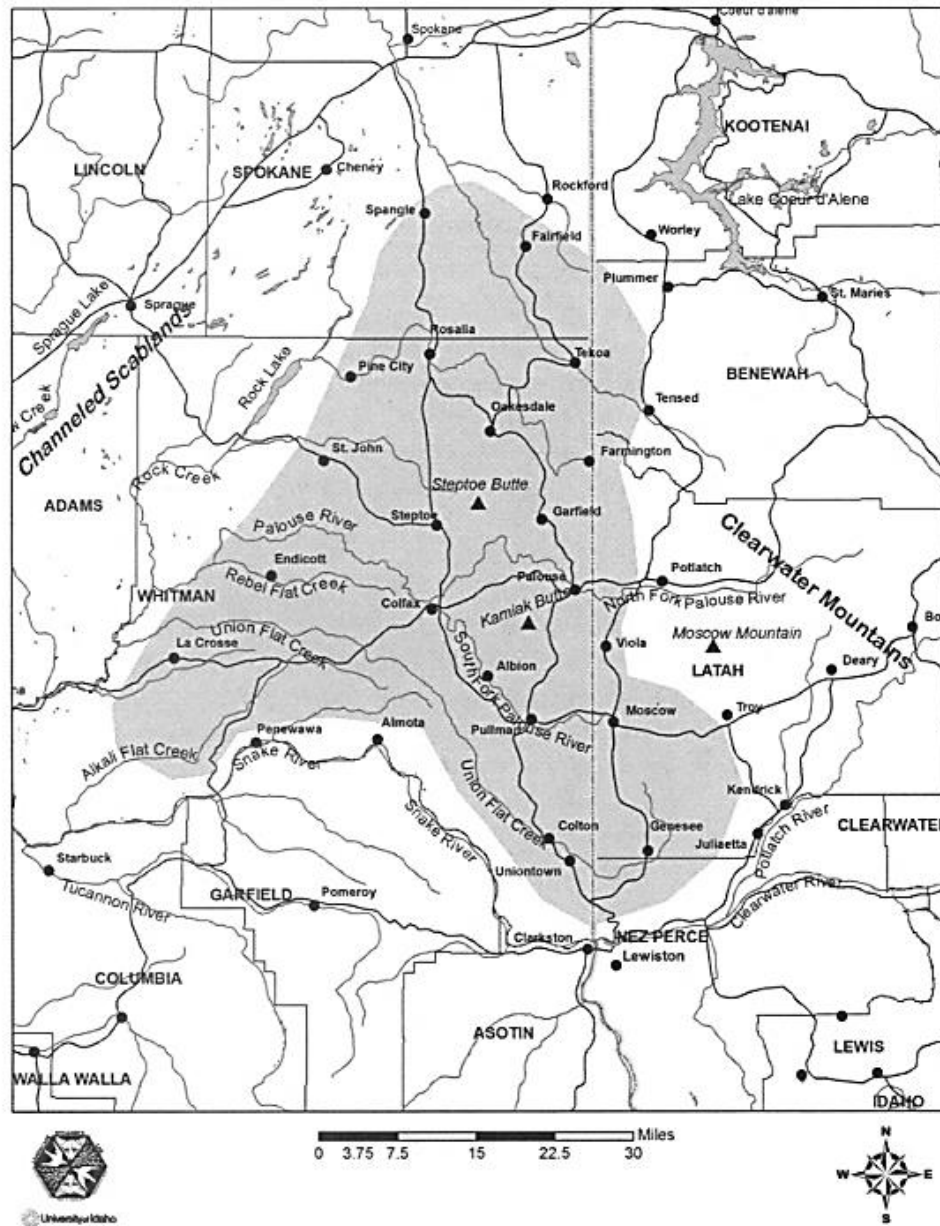 Coeur d'alene
Spokane
KOOTENAI
LINCOLN
SPOKANE
Cheney
Lake Coeur d'Alene
Rockford
Spangle
Worley
Fairfield
Plummer
St. Maries
Sprague Lake
Sprague
Channeled Scablands
Rosalia
Rock Lake
Pine City
Tekoa
BENEWAH
w Creek
Tensed
Oakesdale
St. John
Farmington
Rock Creek
Steptoe Butte
ADAMS
Steptoe
Garfield
Clearwater Mountains
Palouse River
Endicott
Palouse
Potlatch
Rebel Flat Creek
WHITMAN
North Fork Palouse River
Colfax
Kamiak Butte
Bo
Union Flat Creek
Viola
Moscow Mountain
La Crosse
South Fork Palouse River
Albion
LATAH
Deary
na
Troy
Moscow
Pullman
Penewawa
Almota
Alkali Flat Creek
Snake River
Union Flat Creek
Snake River
Kendrick
Potlatch River
Colton
Genesee
Juliaetta
CLEARWATER
Uniontown
Starbuck
Tucannon River
GARFIELD
Pomeroy
Clearwater River
Clarkston
NEZ PERCE
Lewiston
COLUMBIA
ASOTIN
LEWIS
WALLA WALLA
IDAHO
Miles
0 3.75 7.5 15 22.5 30
N
W E
S
University of Idaho